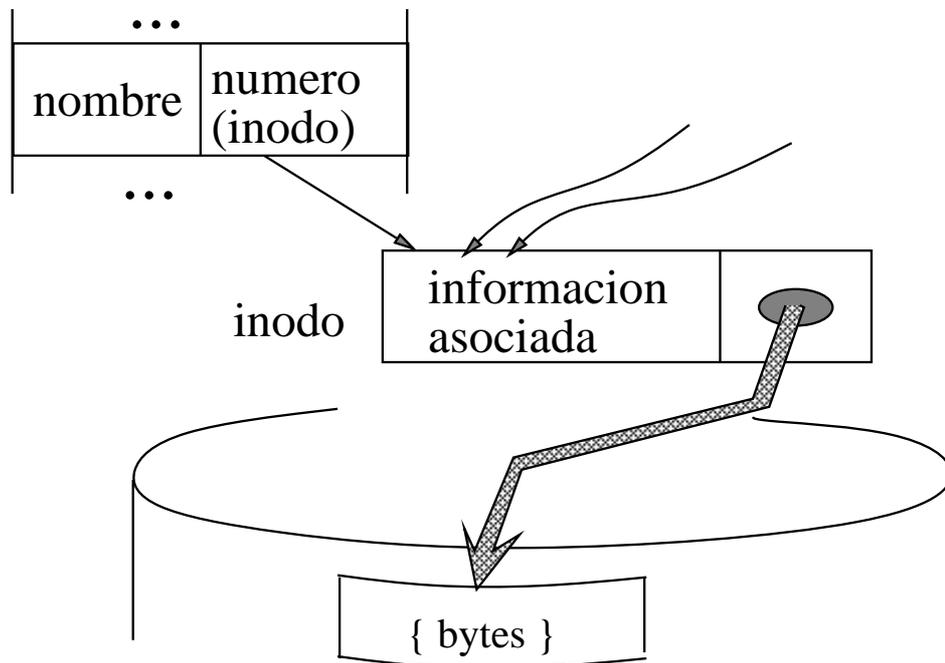 ...
nombre
numero
(inodo)
...
informacion
asociada
inodo
{ bytes }